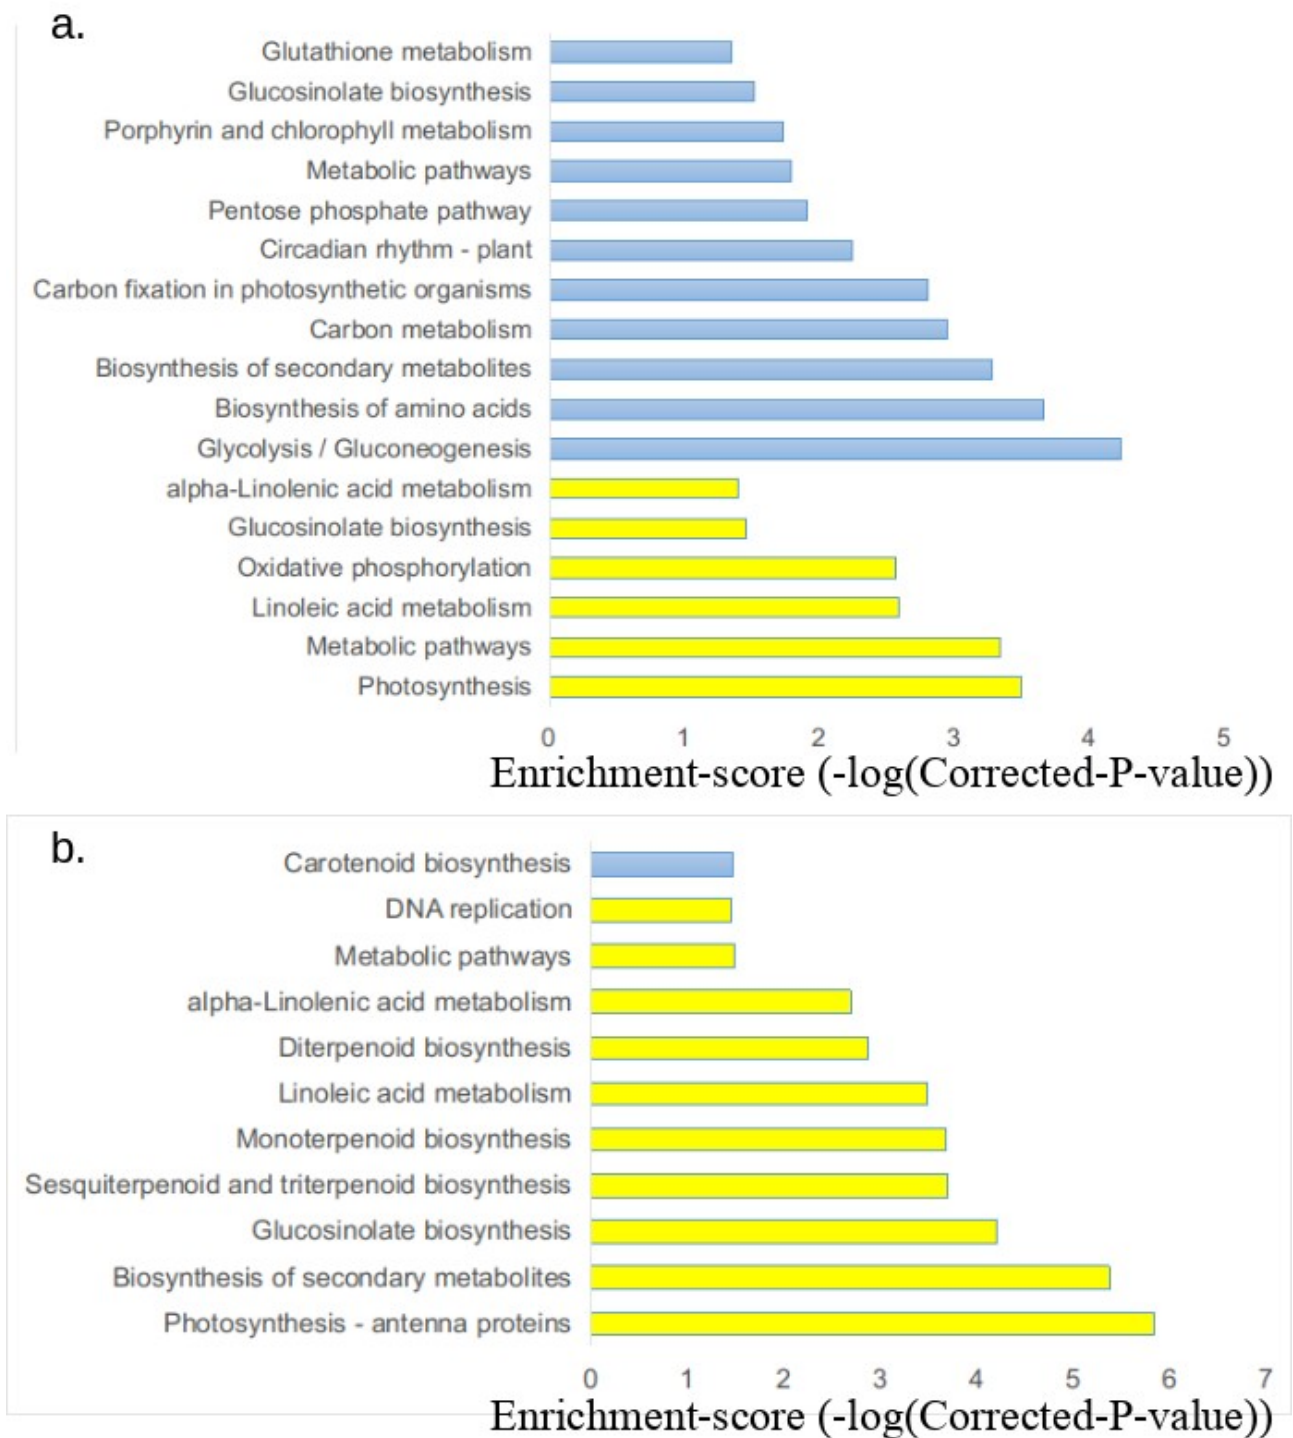 a.
Glutathione metabolism
Glucosinolate biosynthesis
Porphyrin and chlorophyll metabolism
Metabolic pathways
Pentose phosphate pathway
Circadian rhythm - plant
Carbon fixation in photosynthetic organisms
Carbon metabolism
Biosynthesis of secondary metabolites
Biosynthesis of amino acids
Glycolysis / Gluconeogenesis
alpha-Linolenic acid metabolism
Glucosinolate biosynthesis
Oxidative phosphorylation
Linoleic acid metabolism
Metabolic pathways
Photosynthesis
0 1 2 3 4 5
Enrichment-score (-log(Corrected-P-value))
b.
Carotenoid biosynthesis
DNA replication
Metabolic pathways
alpha-Linolenic acid metabolism
Diterpenoid biosynthesis
Linoleic acid metabolism
Monoterpenoid biosynthesis
Sesquiterpenoid and triterpenoid biosynthesis
Glucosinolate biosynthesis
Biosynthesis of secondary metabolites
Photosynthesis - antenna proteins
0 1 2 3 4 5 6 7
Enrichment-score (-log(Corrected-P-value))